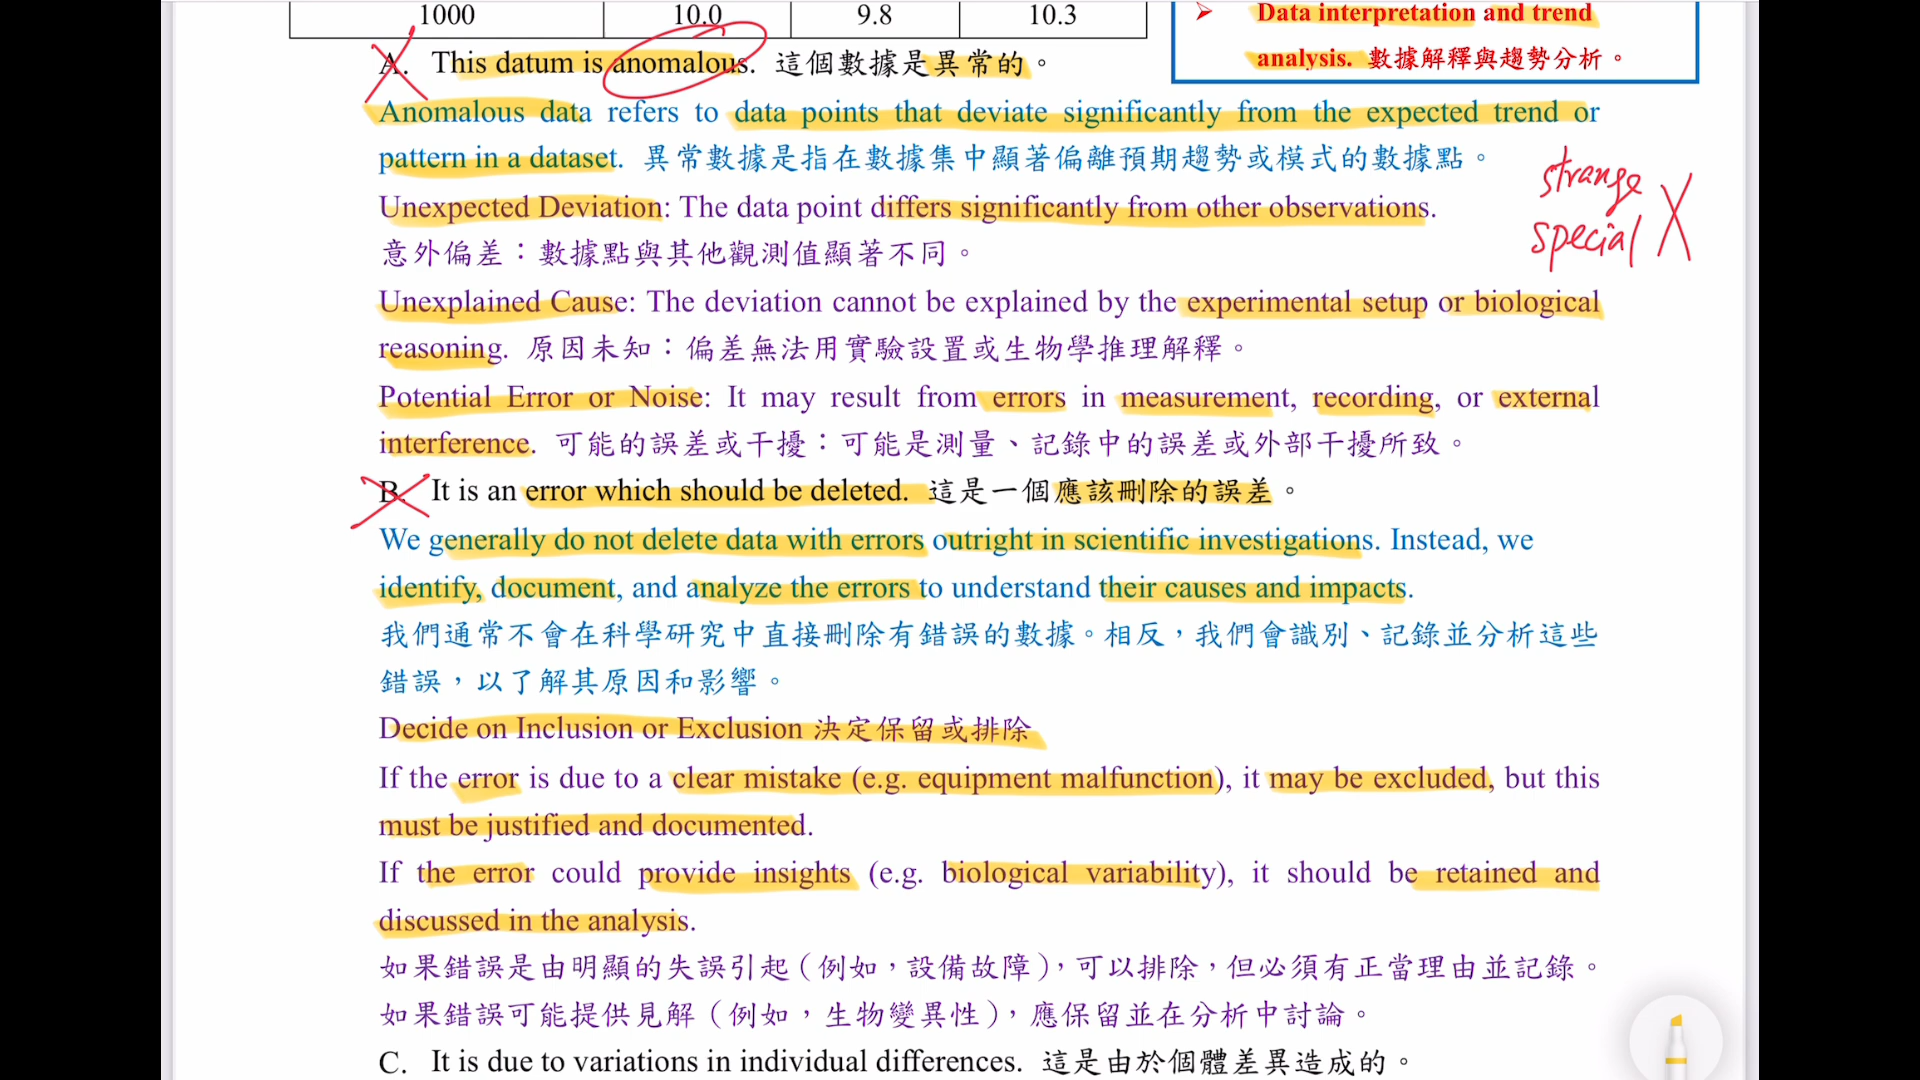 1000 10.0 9.8 10.3
➢ Data interpretation and trend
analysis. 數據解釋與趨勢分析。
A. This datum is anomalous. 這個數據是異常的。
Anomalous data refers to data points that deviate significantly from the expected trend or
pattern in a dataset. 異常數據是指在數據集中顯著偏離預期趨勢或模式的數據點。
strange
special
Unexpected Deviation: The data point differs significantly from other observations.
意外偏差：數據點與其他觀測值顯著不同。
Unexplained Cause: The deviation cannot be explained by the experimental setup or biological
reasoning. 原因未知：偏差無法用實驗設置或生物學推理解釋。
Potential Error or Noise: It may result from errors in measurement, recording, or external
interference. 可能的誤差或干擾：可能是測量、記錄中的誤差或外部干擾所致。
B. It is an error which should be deleted. 這是一個應該刪除的誤差。
We generally do not delete data with errors outright in scientific investigations. Instead, we
identify, document, and analyze the errors to understand their causes and impacts.
我們通常不會在科學研究中直接刪除有錯誤的數據。相反，我們會識別、記錄並分析這些
錯誤，以了解其原因和影響。
Decide on Inclusion or Exclusion 決定保留或排除
If the error is due to a clear mistake (e.g. equipment malfunction), it may be excluded, but this
must be justified and documented.
If the error could provide insights (e.g. biological variability), it should be retained and
discussed in the analysis.
如果錯誤是由明顯的失誤引起（例如，設備故障），可以排除，但必須有正當理由並記錄。
如果錯誤可能提供見解（例如，生物變異性），應保留並在分析中討論。
C. It is due to variations in individual differences. 這是由於個體差異造成的。